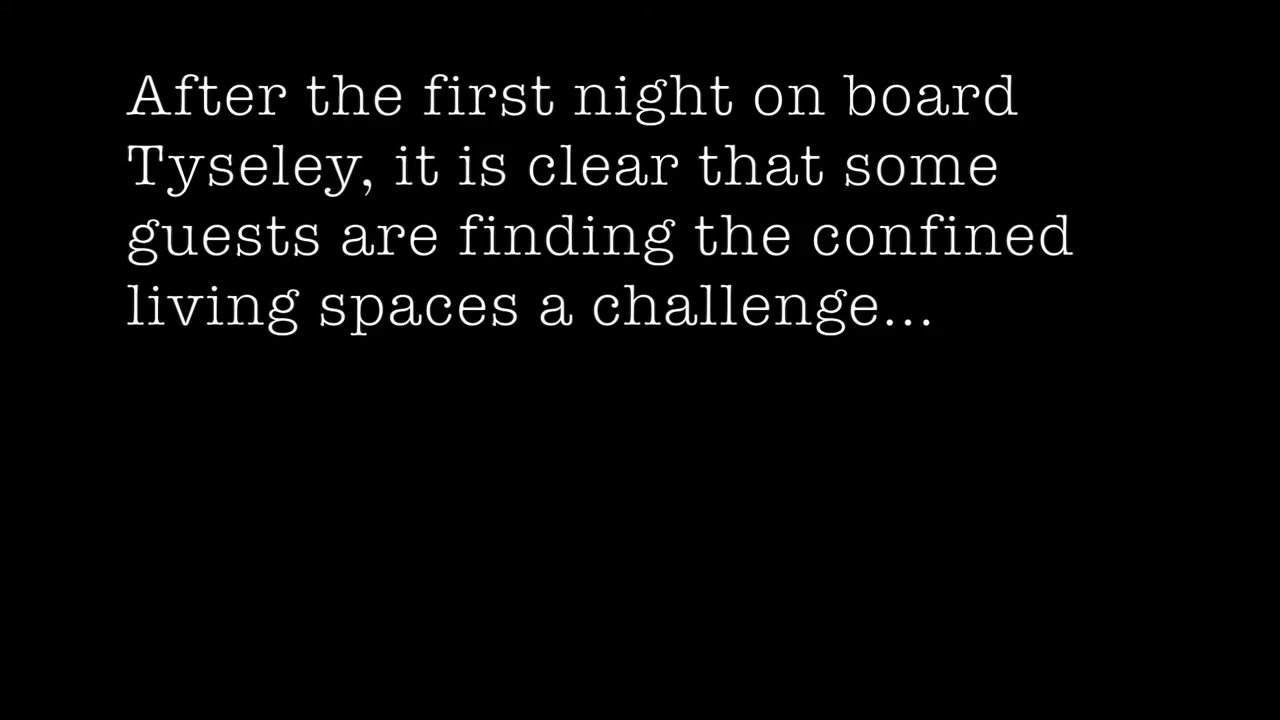 After the first night on board
Tyseley, it is clear that some
guests are finding the confined
living spaces a challenge...